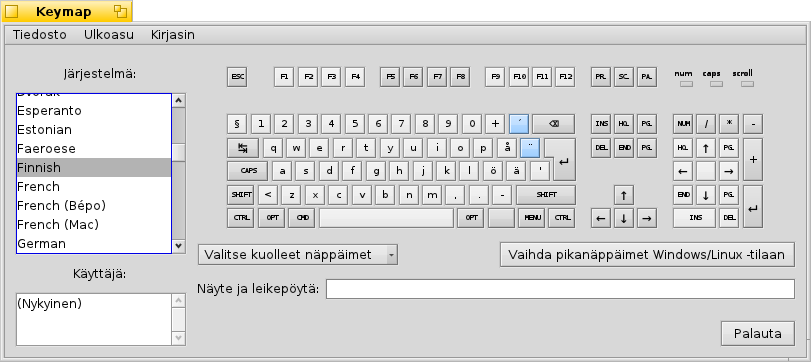 Keymap
Tiedosto Ulkoasu Kirjasin
Järjestelmä:
Dvorak
Esperanto
Estonian
Faeroese
Finnish
French
French (Bépo)
French (Mac)
German
Käyttäjä:
(Nykyinen)
ESC F1 F2 F3 F4 F5 F6 F7 F8 F9 F10 F11 F12 PR. SC. PA. num caps scroll
§ 1 2 3 4 5 6 7 8 9 0 + ´ ⌫ INS HO. PG. NUM / * -
↹ q w e r t y u i o p å ¨ ↵ DEL END PG. HO. ↑ PG. +
CAPS a s d f g h j k l ö ä ' ← →
SHIFT < z x c v b n m , . - SHIFT ↑ END ↓ PG. ↵
CTRL OPT CMD OPT MENU CTRL ← ↓ → INS DEL
Valitse kuolleet näppäimet
Vaihda pikanäppäimet Windows/Linux -tilaan
Näyte ja leikepöytä:
Palauta